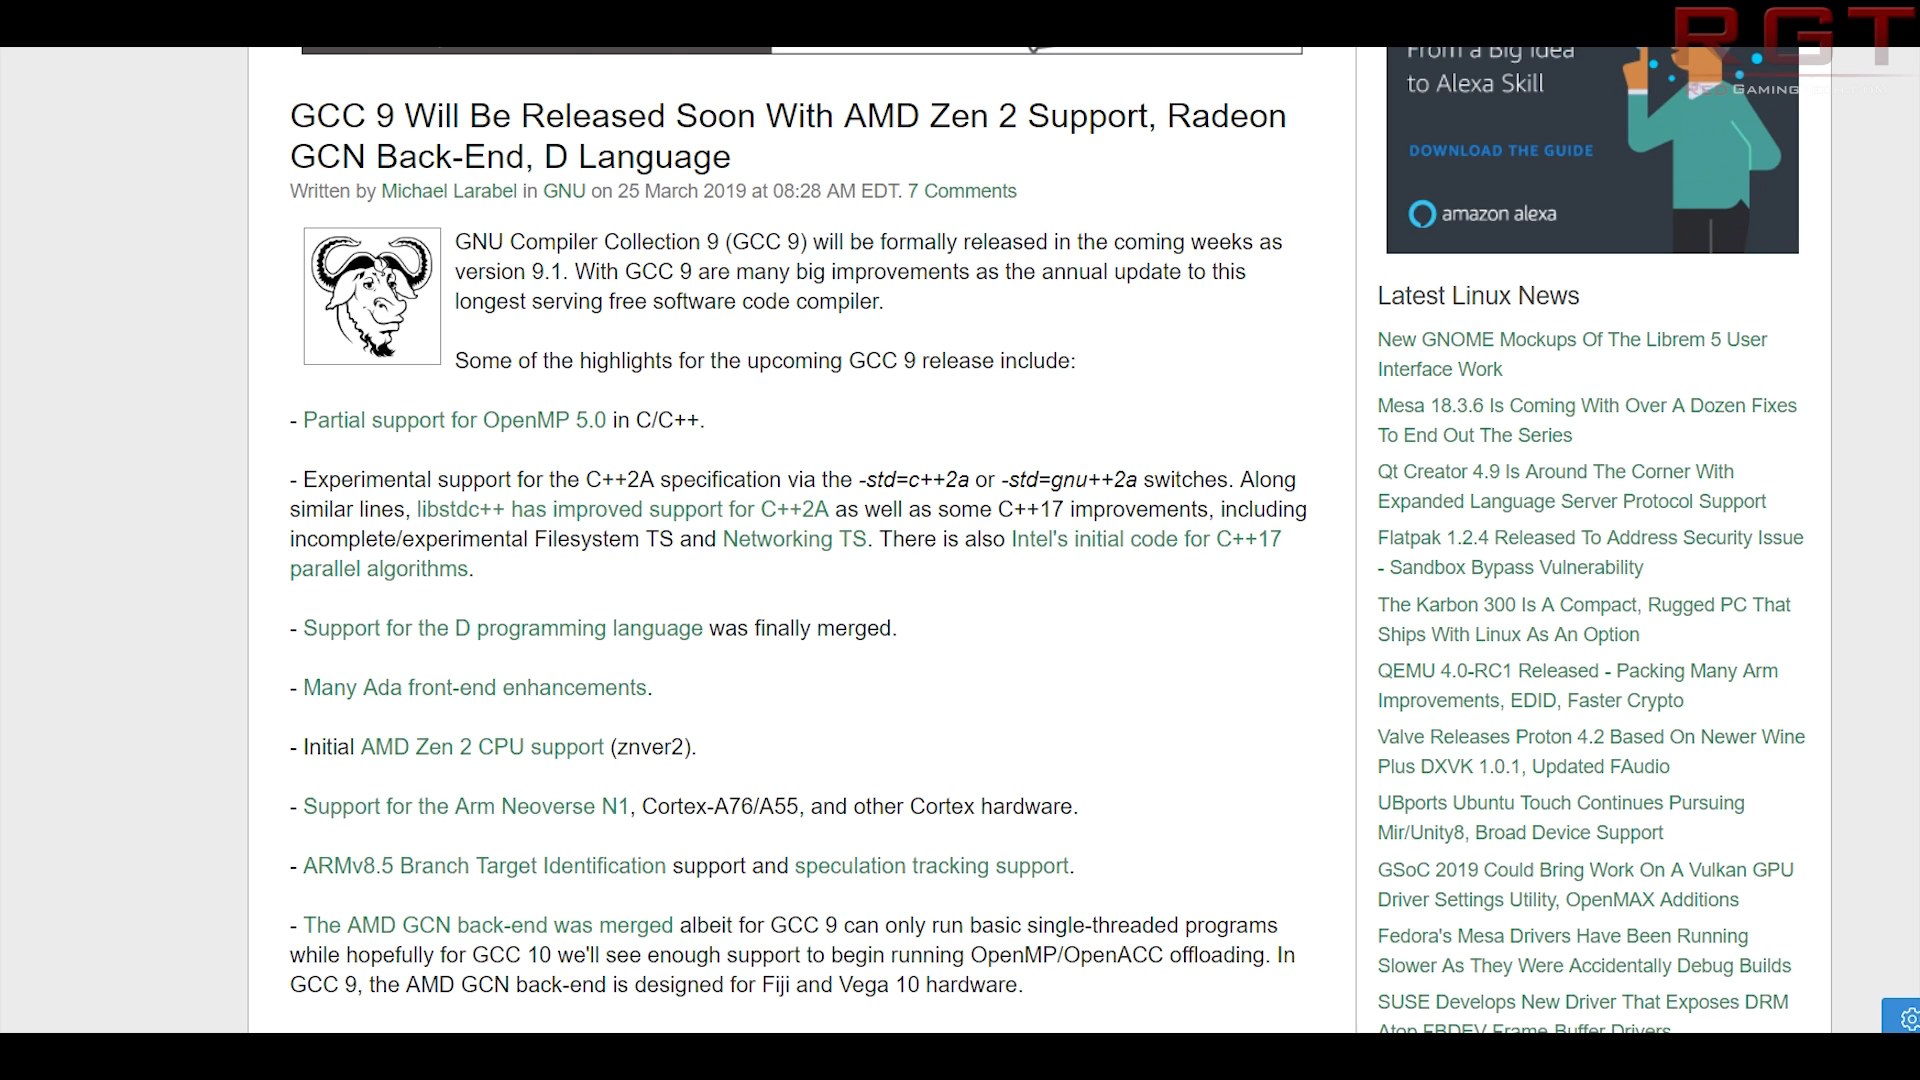 RGT
RED GAMING
From a Big Idea
to Alexa Skill
DOWNLOAD THE GUIDE
amazon alexa
GCC 9 Will Be Released Soon With AMD Zen 2 Support, Radeon
GCN Back-End, D Language
Written by Michael Larabel in GNU on 25 March 2019 at 08:28 AM EDT. 7 Comments
GNU Compiler Collection 9 (GCC 9) will be formally released in the coming weeks as
version 9.1. With GCC 9 are many big improvements as the annual update to this
longest serving free software code compiler.
Some of the highlights for the upcoming GCC 9 release include:
- Partial support for OpenMP 5.0 in C/C++.
- Experimental support for the C++2A specification via the -std=c++2a or -std=gnu++2a switches. Along
similar lines, libstdc++ has improved support for C++2A as well as some C++17 improvements, including
incomplete/experimental Filesystem TS and Networking TS. There is also Intel's initial code for C++17
parallel algorithms.
- Support for the D programming language was finally merged.
- Many Ada front-end enhancements.
- Initial AMD Zen 2 CPU support (znver2).
- Support for the Arm Neoverse N1, Cortex-A76/A55, and other Cortex hardware.
- ARMv8.5 Branch Target Identification support and speculation tracking support.
- The AMD GCN back-end was merged albeit for GCC 9 can only run basic single-threaded programs
while hopefully for GCC 10 we'll see enough support to begin running OpenMP/OpenACC offloading. In
GCC 9, the AMD GCN back-end is designed for Fiji and Vega 10 hardware.
Latest Linux News
New GNOME Mockups Of The Librem 5 User
Interface Work
Mesa 18.3.6 Is Coming With Over A Dozen Fixes
To End Out The Series
Qt Creator 4.9 Is Around The Corner With
Expanded Language Server Protocol Support
Flatpak 1.2.4 Released To Address Security Issue
- Sandbox Bypass Vulnerability
The Karbon 300 Is A Compact, Rugged PC That
Ships With Linux As An Option
QEMU 4.0-RC1 Released - Packing Many Arm
Improvements, EDID, Faster Crypto
Valve Releases Proton 4.2 Based On Newer Wine
Plus DXVK 1.0.1, Updated FAudio
UBports Ubuntu Touch Continues Pursuing
Mir/Unity8, Broad Device Support
GSoC 2019 Could Bring Work On A Vulkan GPU
Driver Settings Utility, OpenMAX Additions
Fedora's Mesa Drivers Have Been Running
Slower As They Were Accidentally Debug Builds
SUSE Develops New Driver That Exposes DRM
Atop FBDEV Frame Buffer Drivers